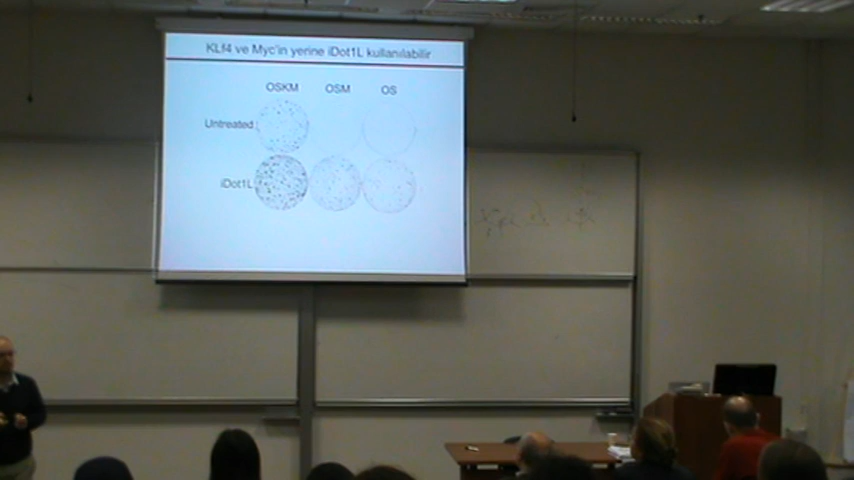 KLf4 ve Myc'in yerine iDot1L kullanılabilir
OSKM OSM OS
Untreated
iDot1L